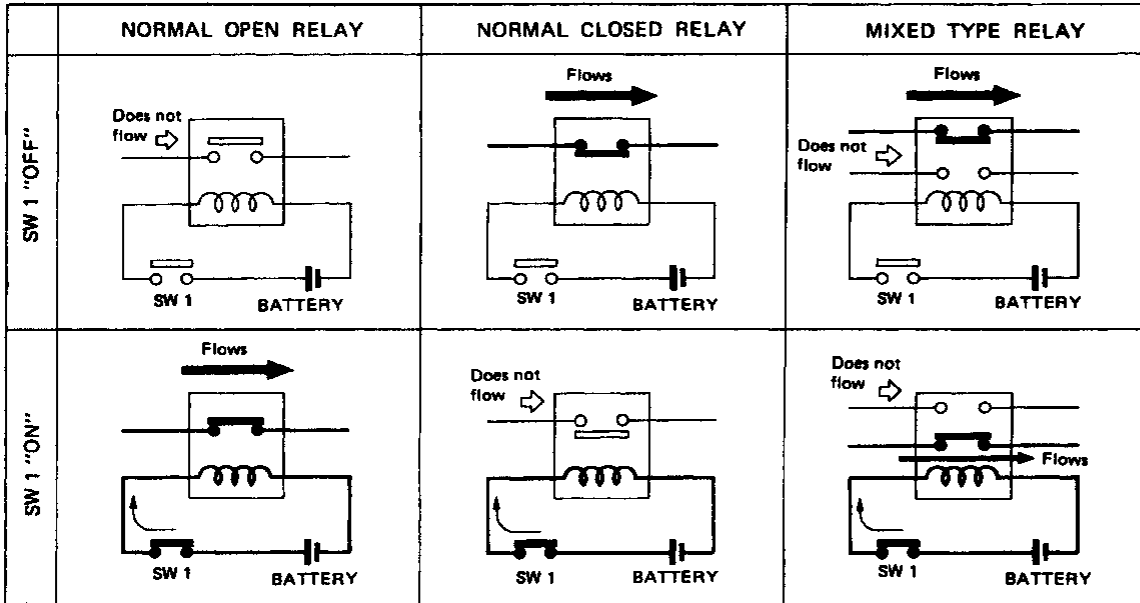 NORMAL OPEN RELAY
NORMAL CLOSED RELAY
MIXED TYPE RELAY
SW 1 "OFF"
Does not
flow
SW 1
BATTERY
Flows
SW 1
BATTERY
Flows
Does not
flow
SW 1
BATTERY
SW 1 "ON"
Flows
SW 1
BATTERY
Does not
flow
SW 1
BATTERY
Does not
flow
Flows
SW 1
BATTERY